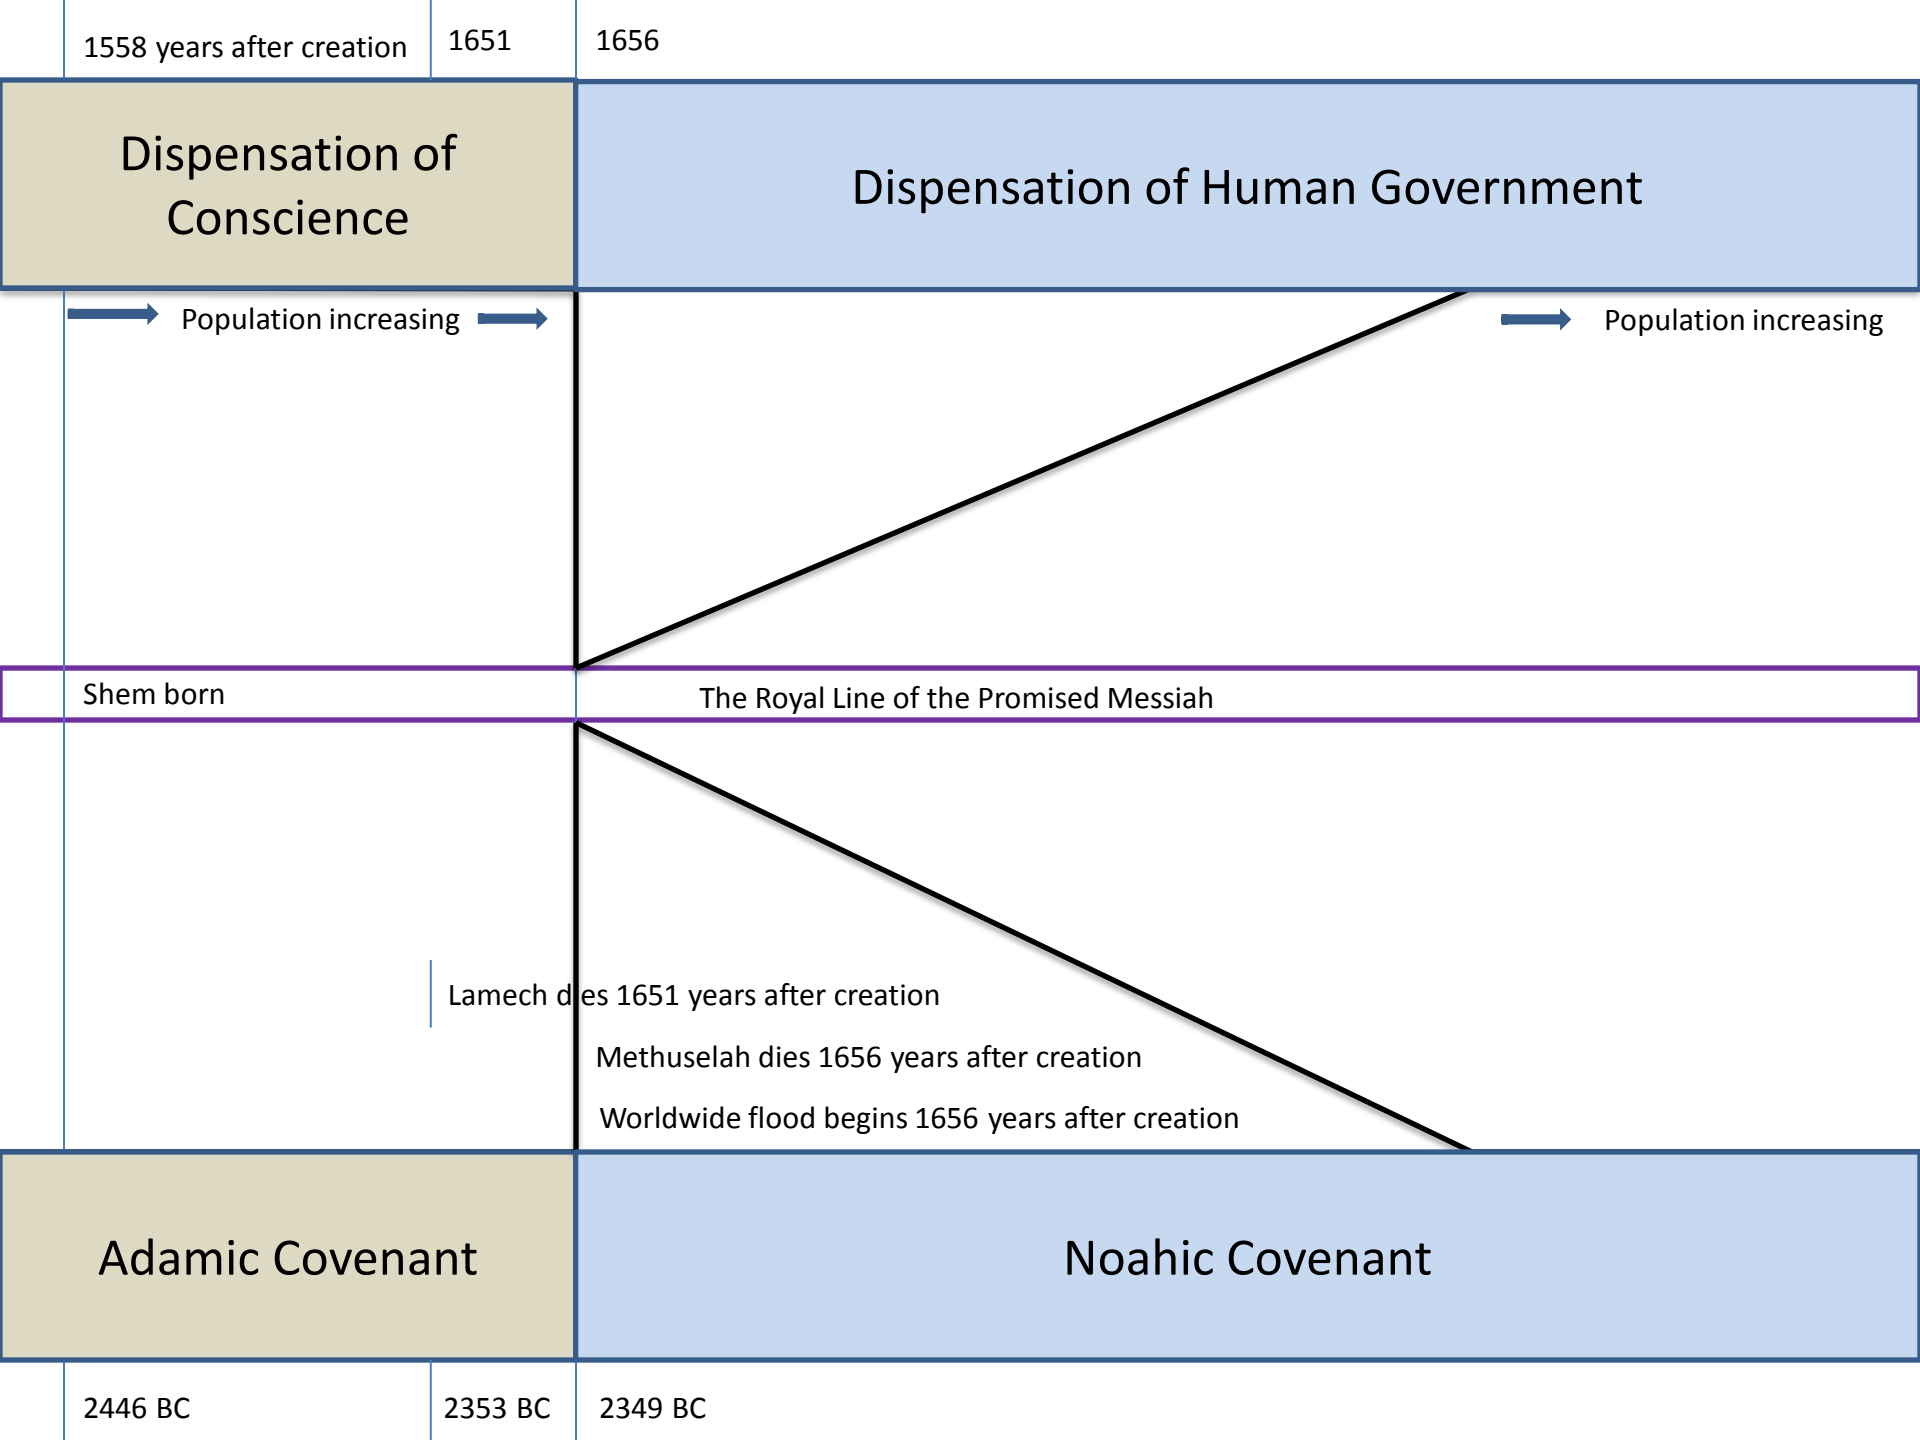 1558 years after creation
1651
1656
Dispensation of
Conscience
Dispensation of Human Government
Population increasing
Population increasing
Shem born
The Royal Line of the Promised Messiah
Lamech dies 1651 years after creation
Methuselah dies 1656 years after creation
Worldwide flood begins 1656 years after creation
Adamic Covenant
Noahic Covenant
2446 BC
2353 BC
2349 BC